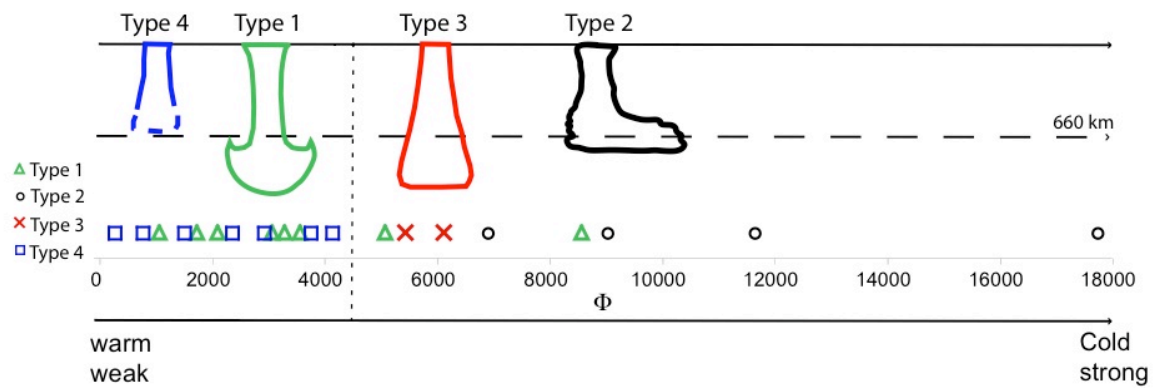 Type 4 Type 1 Type 3 Type 2
660 km
Type 1
Type 2
Type 3
Type 4
0 2000 4000 6000 8000 10000 12000 14000 16000 18000
Φ
warm Cold
weak strong